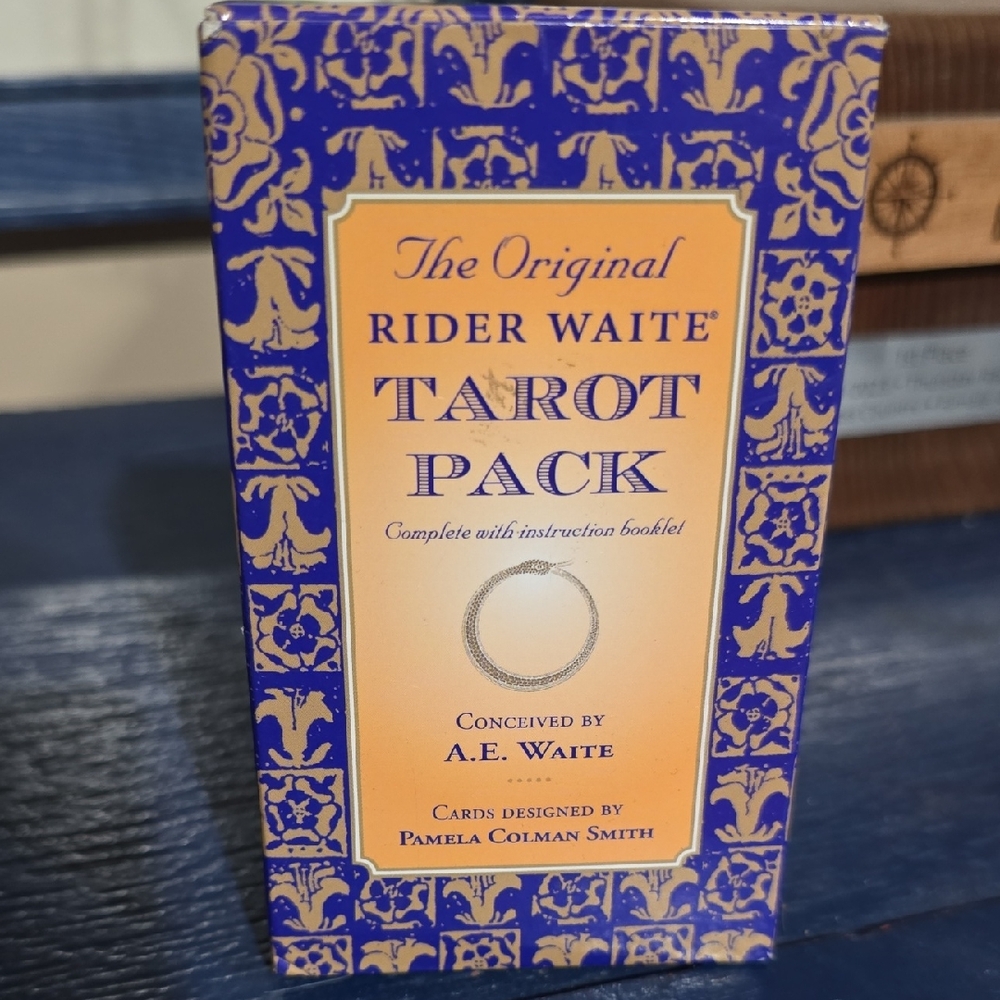 The Original
RIDER WAITE®
TAROT
PACK
Complete with instruction booklet
CONCEIVED BY
A.E. WAITE
CARDS DESIGNED BY
PAMELA COLMAN SMITH